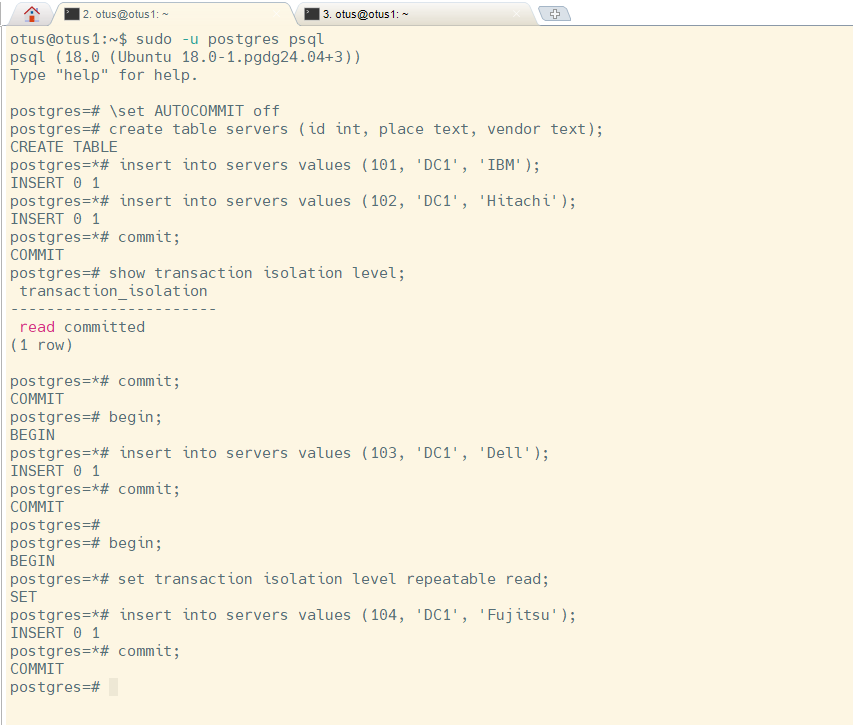 2. otus@otus1: ~
3. otus@otus1: ~
otus@otus1:~$ sudo -u postgres psql
psql (18.0 (Ubuntu 18.0-1.pgdg24.04+3))
Type "help" for help.
postgres=# \set AUTOCOMMIT off
postgres=# create table servers (id int, place text, vendor text);
CREATE TABLE
postgres=*# insert into servers values (101, 'DC1', 'IBM');
INSERT 0 1
postgres=*# insert into servers values (102, 'DC1', 'Hitachi');
INSERT 0 1
postgres=*# commit;
COMMIT
postgres=# show transaction isolation level;
 transaction_isolation
-----------------------
 read committed
(1 row)
postgres=*# commit;
COMMIT
postgres=# begin;
BEGIN
postgres=*# insert into servers values (103, 'DC1', 'Dell');
INSERT 0 1
postgres=*# commit;
COMMIT
postgres=#
postgres=# begin;
BEGIN
postgres=*# set transaction isolation level repeatable read;
SET
postgres=*# insert into servers values (104, 'DC1', 'Fujitsu');
INSERT 0 1
postgres=*# commit;
COMMIT
postgres=#